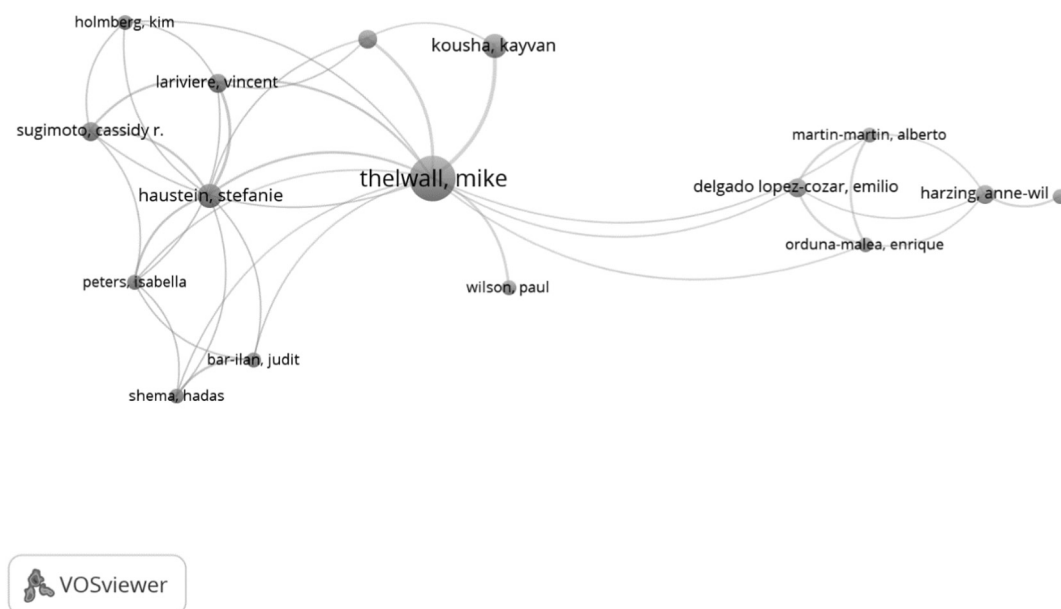 holmberg, kim
kousha, kayvan
lariviere, vincent
sugimoto, cassidy r.
martin-martin, alberto
thelwall, mike
delgado lopez-cozar, emilio
harzing, anne-wil
haustein, stefanie
orduna-malea, enrique
peters, isabella
wilson, paul
bar-ilan, judit
shema, hadas
VOSviewer